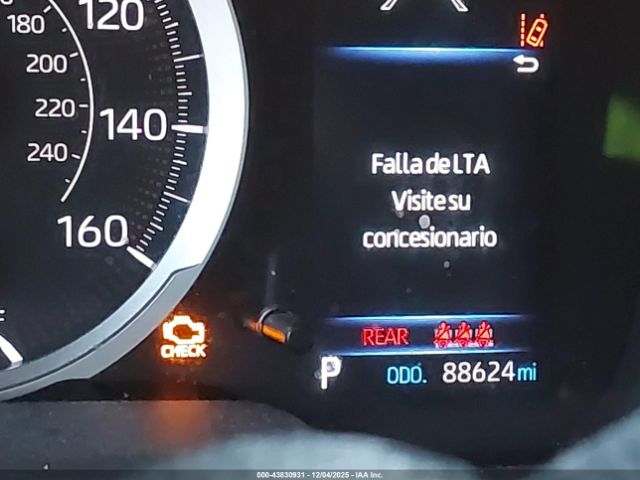 180
120
200
220
140
240
160
Falla de LTA
Visite su
concesionario
REAR
CHECK
P
ODO. 88624 mi
000-43830931 - 12/04/2025 - IAA Inc.